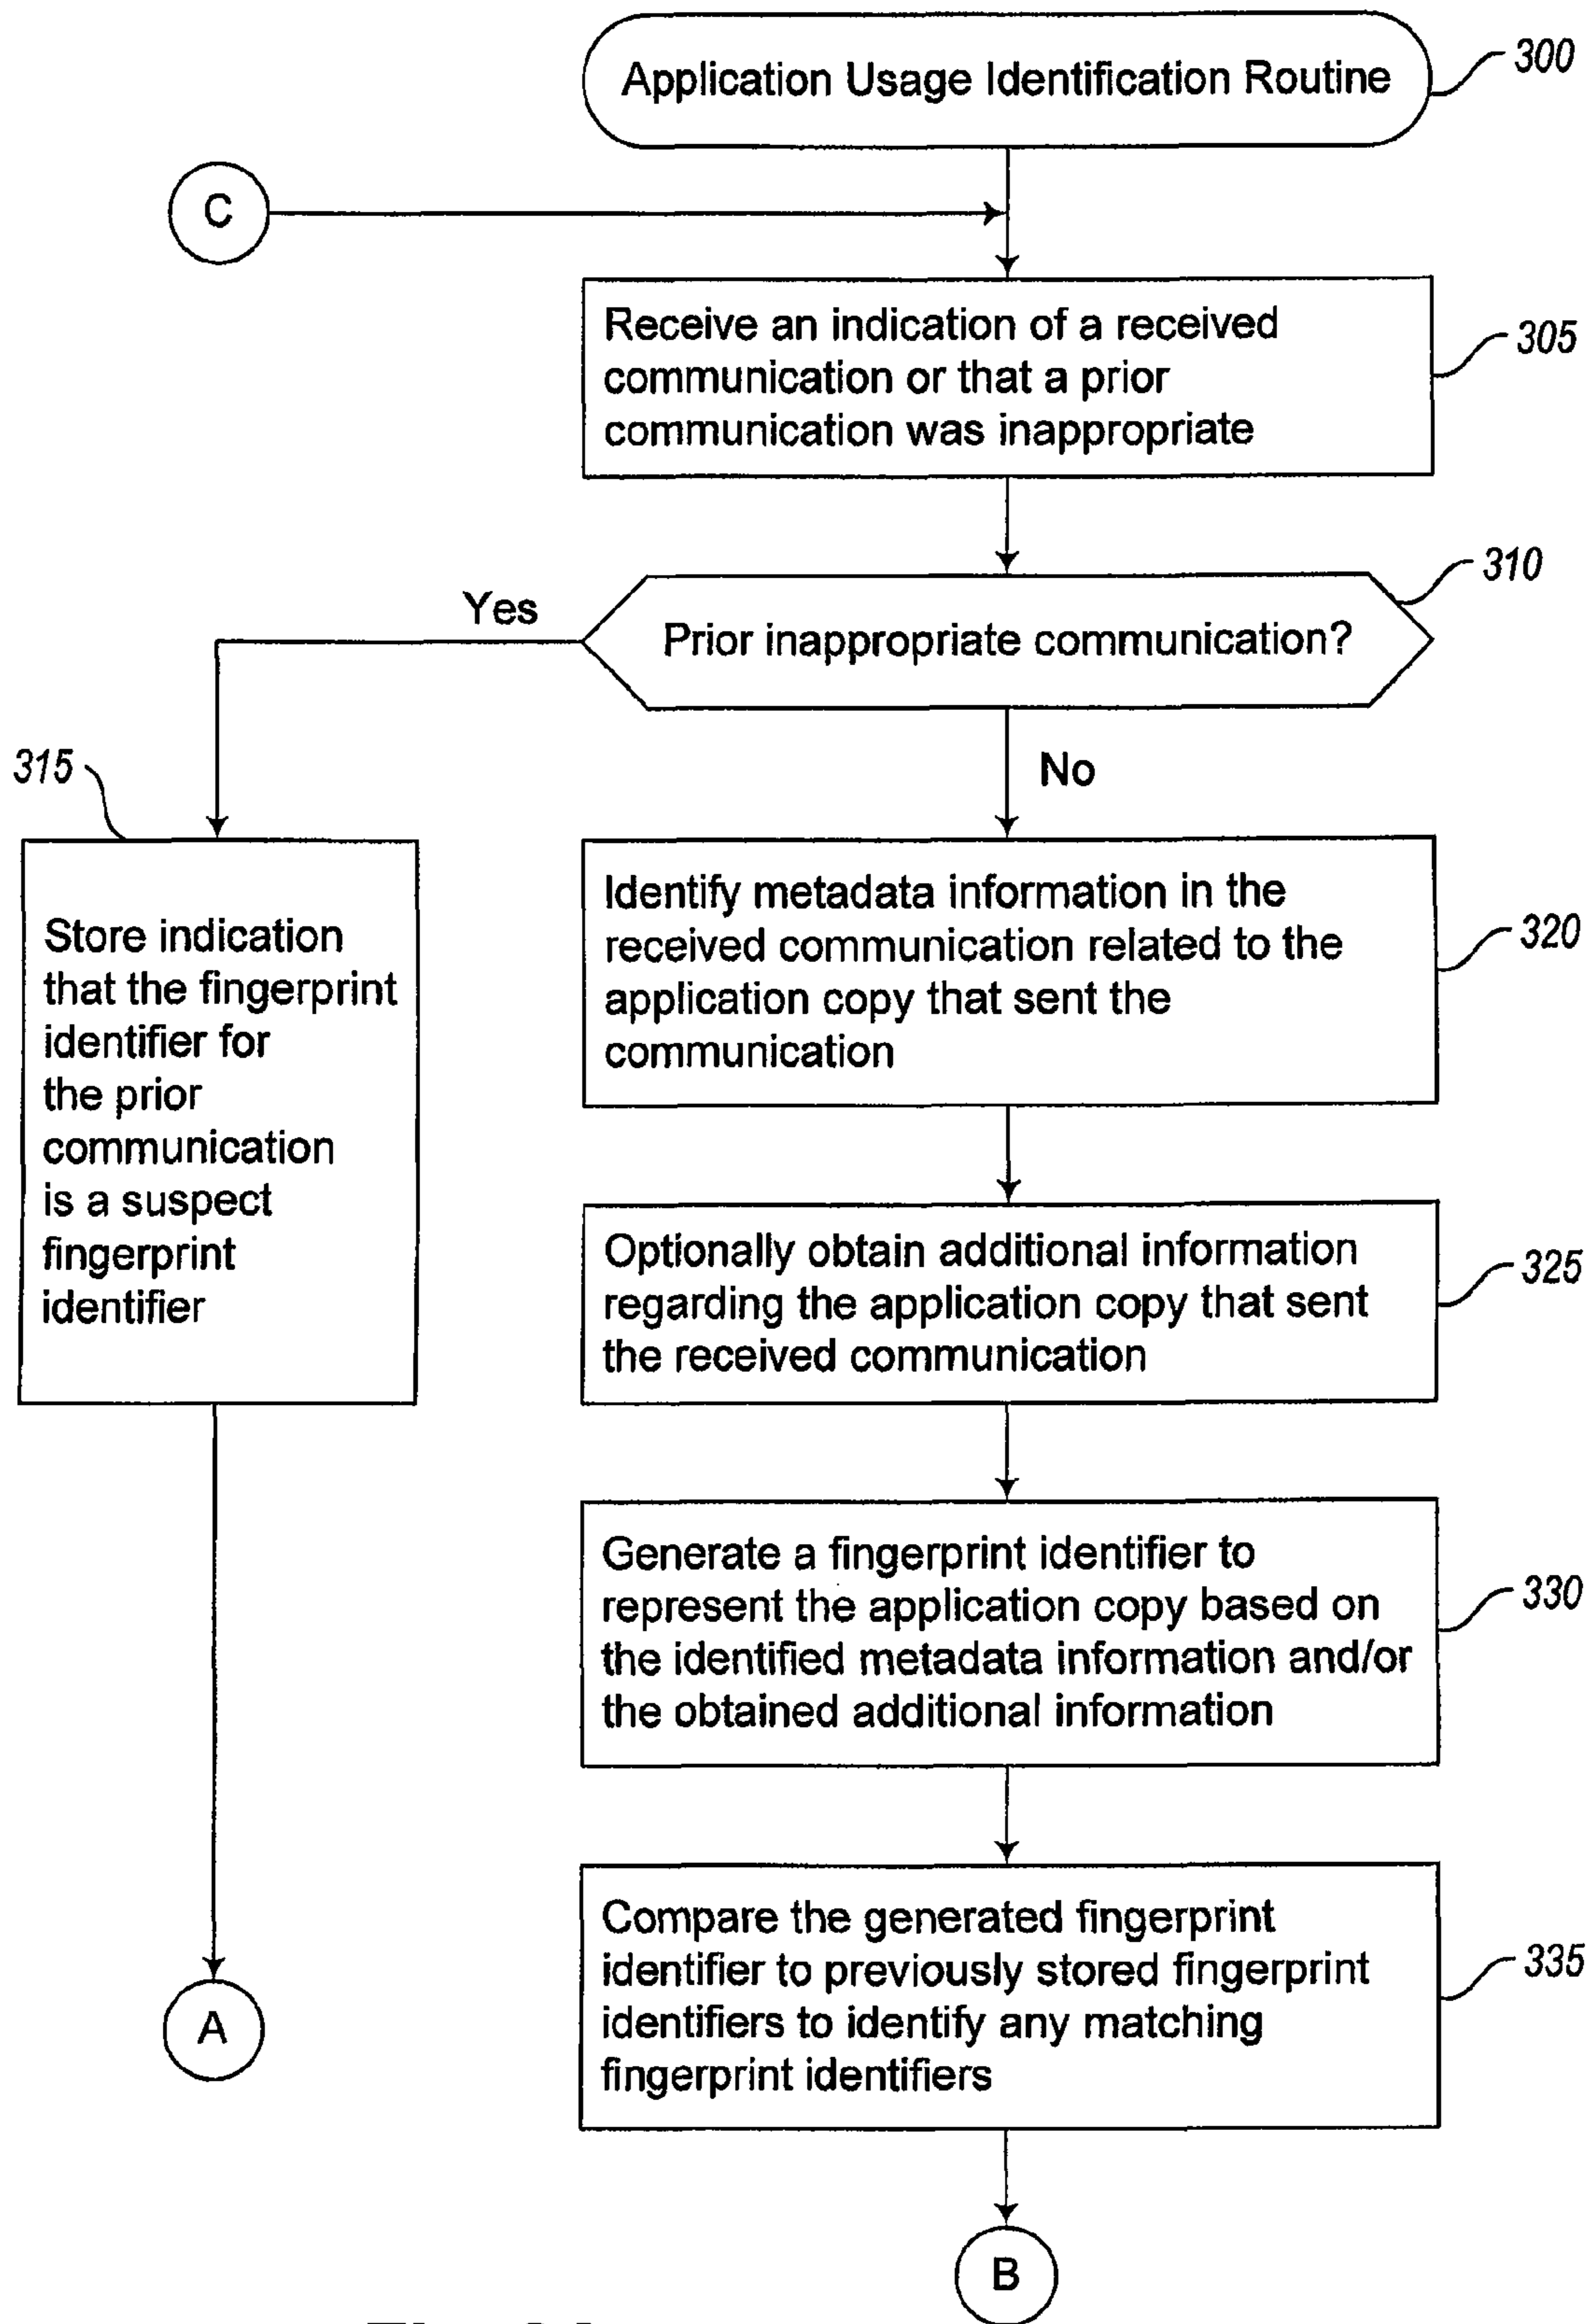 Application Usage Identification Routine
300
C
Receive an indication of a received
communication or that a prior
communication was inappropriate
305
310
Yes
Prior inappropriate communication?
No
315
Store indication
that the fingerprint
identifier for
the prior
communication
is a suspect
fingerprint
identifier
Identify metadata information in the
received communication related to the
application copy that sent the
communication
320
Optionally obtain additional information
regarding the application copy that sent
the received communication
325
Generate a fingerprint identifier to
represent the application copy based on
the identified metadata information and/or
the obtained additional information
330
Compare the generated fingerprint
identifier to previously stored fingerprint
identifiers to identify any matching
fingerprint identifiers
335
A
B